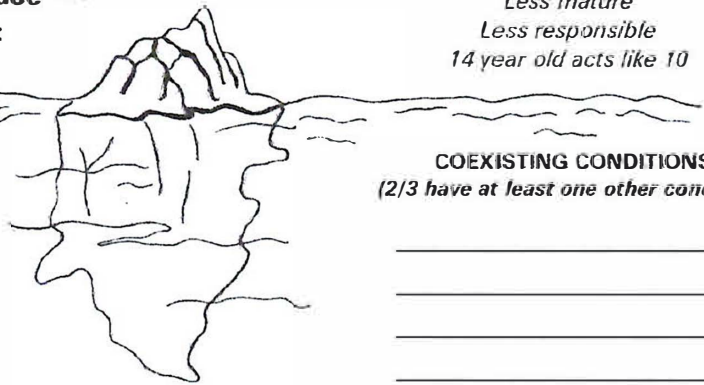 Less mature
Less responsible
14 year old acts like 10
COEXISTING CONDITIONS
(2/3 have at least one other